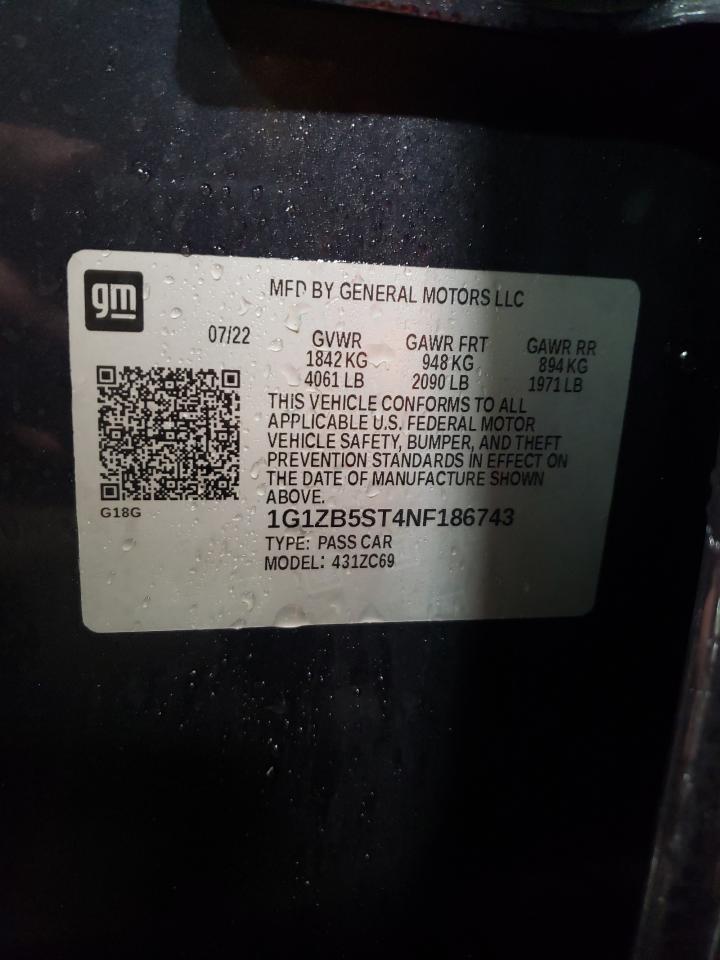 gm
MFD BY GENERAL MOTORS LLC
07/22
GVWR GAWR FRT GAWR RR
1842 KG 948 KG 894 KG
4061 LB 2090 LB 1971 LB
THIS VEHICLE CONFORMS TO ALL
APPLICABLE U.S. FEDERAL MOTOR
VEHICLE SAFETY, BUMPER, AND THEFT
PREVENTION STANDARDS IN EFFECT ON
THE DATE OF MANUFACTURE SHOWN
ABOVE.
G18G
1G1ZB5ST4NF186743
TYPE: PASS CAR
MODEL: 431ZC69